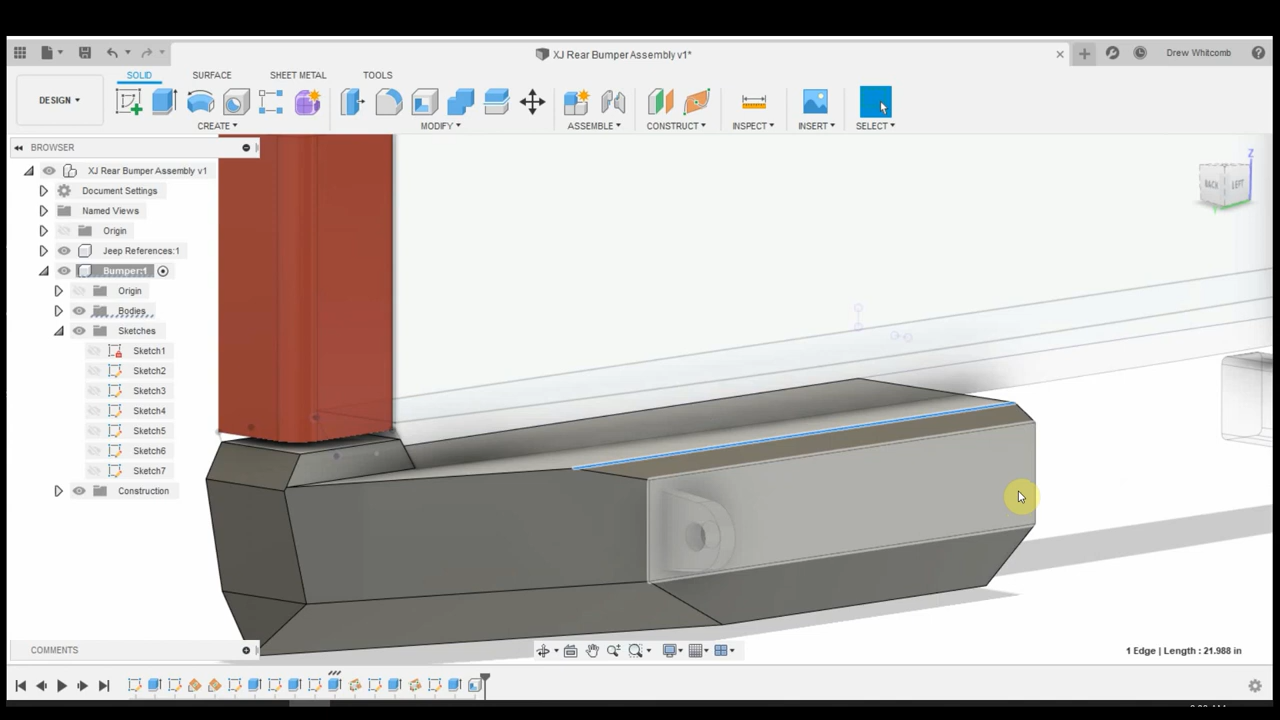 XJ Rear Bumper Assembly v1*
Drew Whitcomb
DESIGN
SOLID
SURFACE
SHEET METAL
TOOLS
CREATE
MODIFY
ASSEMBLE
CONSTRUCT
INSPECT
INSERT
SELECT
BROWSER
XJ Rear Bumper Assembly v1
Document Settings
Named Views
Origin
Jeep References:1
Bumper:1
Origin
Bodies
Sketches
Sketch1
Sketch2
Sketch3
Sketch4
Sketch5
Sketch6
Sketch7
Construction
Z
BACK
LEFT
Y
COMMENTS
1 Edge | Length : 21.988 in